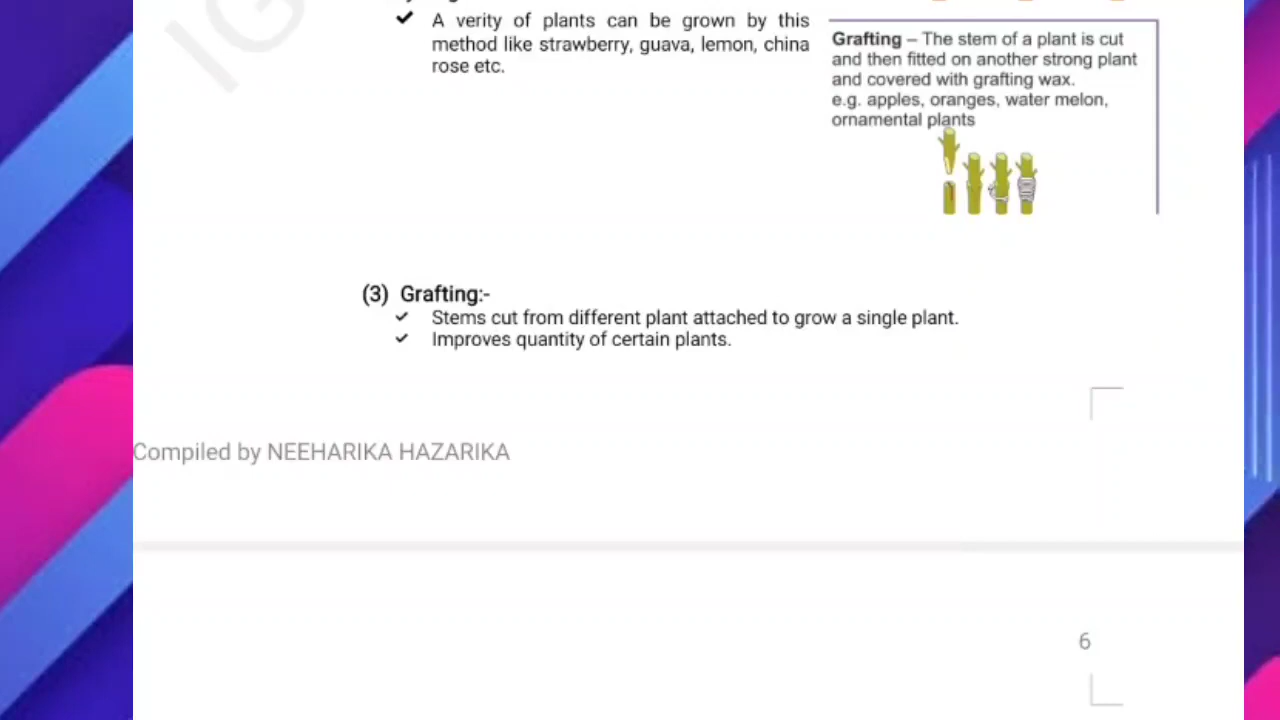 ✔ A verity of plants can be grown by this
method like strawberry, guava, lemon, china
rose etc.
Grafting – The stem of a plant is cut
and then fitted on another strong plant
and covered with grafting wax.
e.g. apples, oranges, water melon,
ornamental plants
(3) Grafting:-
✔ Stems cut from different plant attached to grow a single plant.
✔ Improves quantity of certain plants.
Compiled by NEEHARIKA HAZARIKA
6